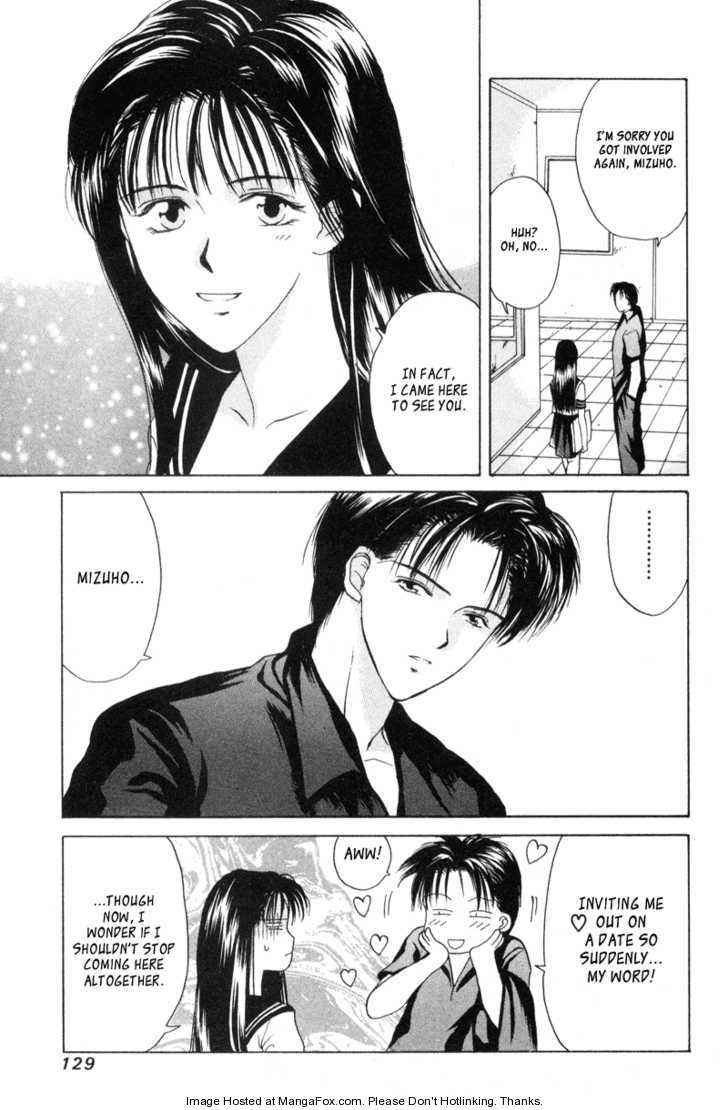 I'M SORRY YOU
GOT INVOLVED
AGAIN, MIZUHO.
HUH?
OH, NO...
IN FACT,
I CAME HERE
TO SEE YOU.
.........
MIZUHO...
INVITING ME
♡ OUT ON
A DATE SO
SUDDENLY...
MY WORD!
AWW!
...THOUGH
NOW, I
WONDER IF I
SHOULDN'T STOP
COMING HERE
ALTOGETHER.
129
Image Hosted at MangaFox.com. Please Don't Hotlinking. Thanks.